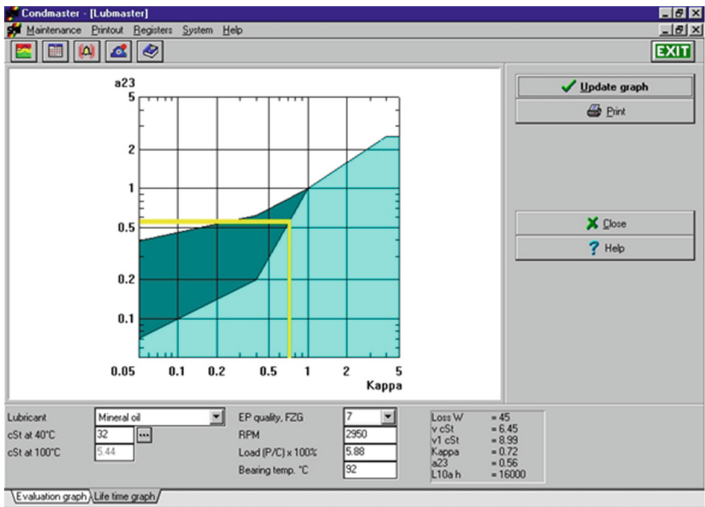 Condmaster - [Lubmaster]
Maintenance Printout Registers System Help
EXIT
a23
5
2
1
0.5
0.2
0.1
0.05 0.1 0.2 0.5 1 2 5
Kappa
Update graph
Print
Close
Help
Lubricant Mineral oil
cSt at 40°C 32 ...
cSt at 100°C 5.44
EP quality, FZG 7
RPM 2950
Load (P/C) x 100% 5.88
Bearing temp. °C 92
Loss W = 45
v cSt = 6.45
v1 cSt = 8.99
Kappa = 0.72
a23 = 0.56
L10a h = 16000
Evaluation graph Life time graph